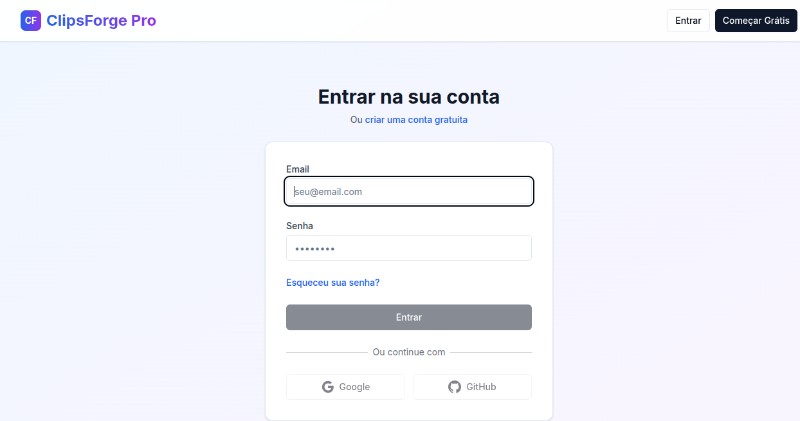 CF ClipsForge Pro
Entrar
Começar Grátis
Entrar na sua conta
Ou criar uma conta gratuita
Email
seu@email.com
Senha
••••••••
Esqueceu sua senha?
Entrar
Ou continue com
Google
GitHub